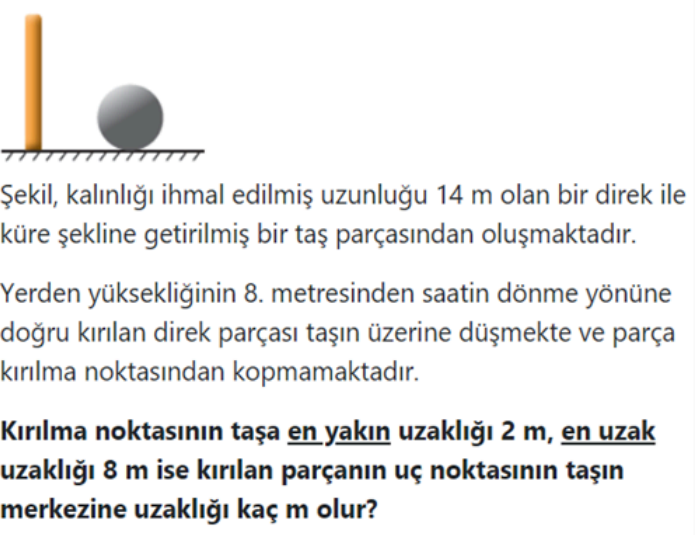 Şekil, kalınlığı ihmal edilmiş uzunluğu 14 m olan bir direk ile
küre şekline getirilmiş bir taş parçasından oluşmaktadır.
Yerden yüksekliğinin 8. metresinden saatin dönme yönüne
doğru kırılan direk parçası taşın üzerine düşmekte ve parça
kırılma noktasından kopmamaktadır.
Kırılma noktasının taşa en yakın uzaklığı 2 m, en uzak
uzaklığı 8 m ise kırılan parçanın uç noktasının taşın
merkezine uzaklığı kaç m olur?